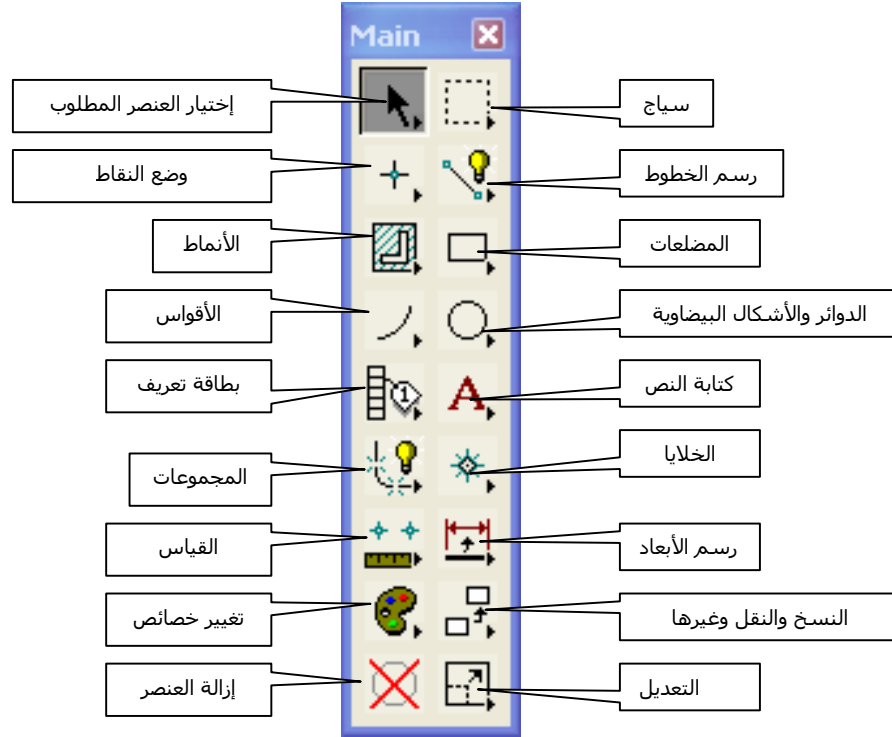 Main
إختيار العنصر المطلوب
سياج
وضع النقاط
رسم الخطوط
الأنماط
المضلعات
الأقواس
الدوائر والأشكال البيضاوية
بطاقة تعريف
1
كتابة النص
A
المجموعات
الخلايا
القياس
رسم الأبعاد
تغيير خصائص
النسخ والنقل وغيرها
إزالة العنصر
التعديل